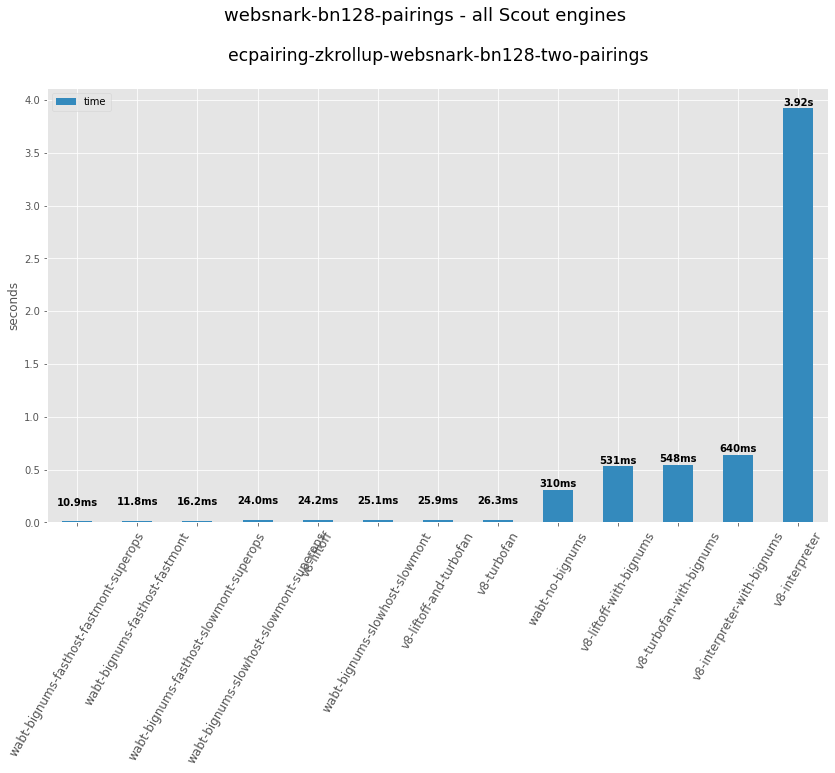 websnark-bn128-pairings - all Scout engines
ecpairing-zkrollup-websnark-bn128-two-pairings
time
seconds
4.0
3.5
3.0
2.5
2.0
1.5
1.0
0.5
0.0
10.9ms
11.8ms
16.2ms
24.0ms
24.2ms
25.1ms
25.9ms
26.3ms
310ms
531ms
548ms
640ms
3.92s
wabt-bignums-fasthost-fastmont-superops
wabt-bignums-fasthost-fastmont
wabt-bignums-fasthost-slowmont-superops
wabt-bignums-slowhost-slowmont-superops
v8-liftoff
wabt-bignums-slowhost-slowmont
v8-liftoff-and-turbofan
v8-turbofan
wabt-no-bignums
v8-liftoff-with-bignums
v8-turbofan-with-bignums
v8-interpreter-with-bignums
v8-interpreter